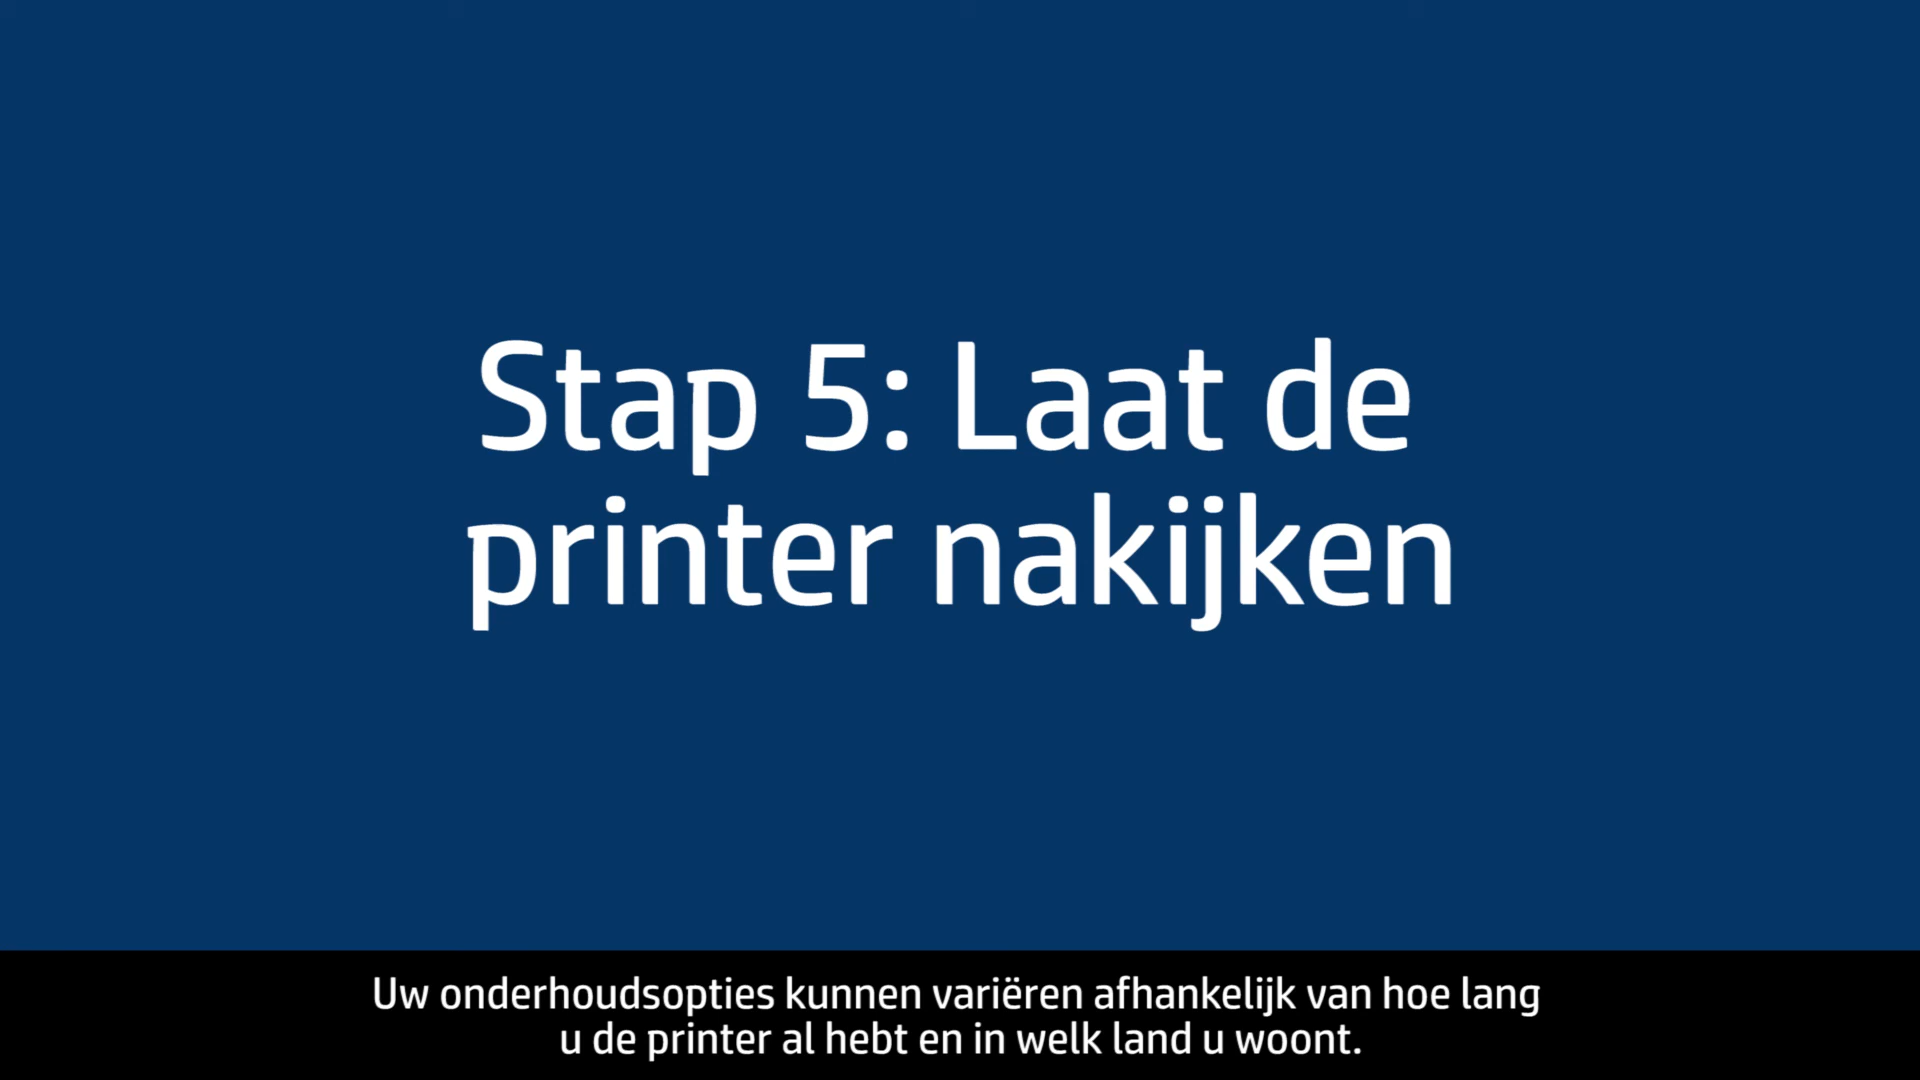 Stap 5: Laat de
printer nakijken
Uw onderhoudsopties kunnen variëren afhankelijk van hoe lang
u de printer al hebt en in welk land u woont.